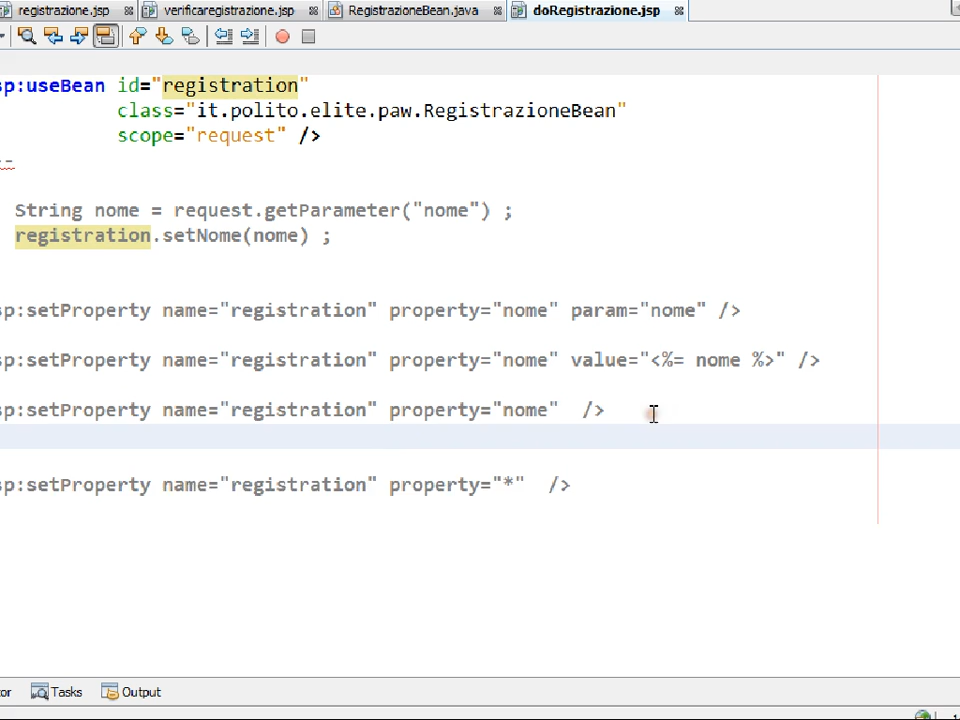 registrazione.jsp verificaregistrazione.jsp RegistrazioneBean.java doRegistrazione.jsp
sp:useBean id="registration"
class="it.polito.elite.paw.RegistrazioneBean"
scope="request" />
--
String nome = request.getParameter("nome") ;
registration.setNome(nome) ;
sp:setProperty name="registration" property="nome" param="nome" />
sp:setProperty name="registration" property="nome" value="<%= nome %>" />
sp:setProperty name="registration" property="nome"  />
sp:setProperty name="registration" property="*"  />
or Tasks Output